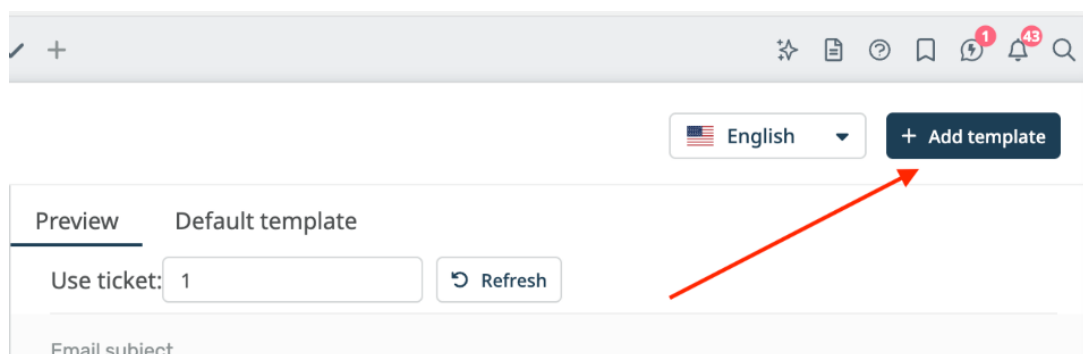 1
43
English
+ Add template
Preview Default template
Use ticket: 1 Refresh
Email subject